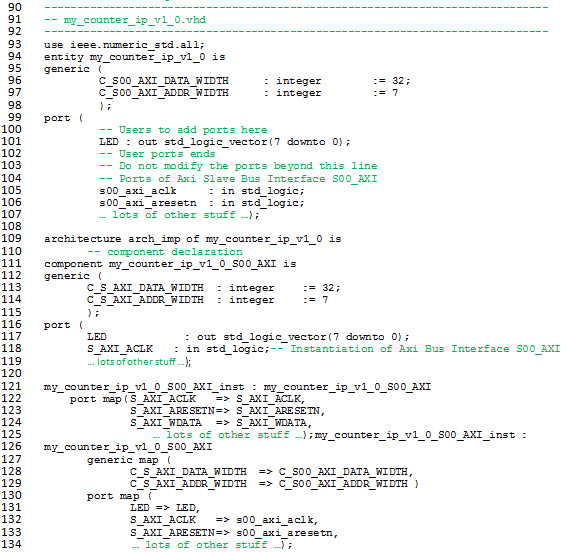 90 --------------------------------------------------------------------------
91 -- my_counter_ip_v1_0.vhd
92 --------------------------------------------------------------------------
93 use ieee.numeric_std.all;
94 entity my_counter_ip_v1_0 is
95 generic (
96 C_S00_AXI_DATA_WIDTH : integer := 32;
97 C_S00_AXI_ADDR_WIDTH : integer := 7
98 );
99 port (
100 -- Users to add ports here
101 LED : out std_logic_vector(7 downto 0);
102 -- User ports ends
103 -- Do not modify the ports beyond this line
104 -- Ports of Axi Slave Bus Interface S00_AXI
105 s00_axi_aclk : in std_logic;
106 s00_axi_aresetn : in std_logic;
107 … lots of other stuff …);
108
109 architecture arch_imp of my_counter_ip_v1_0 is
110 -- component declaration
111 component my_counter_ip_v1_0_S00_AXI is
112 generic (
113 C_S_AXI_DATA_WIDTH : integer := 32;
114 C_S_AXI_ADDR_WIDTH : integer := 7
115 );
116 port (
117 LED : out std_logic_vector(7 downto 0);
118 S_AXI_ACLK : in std_logic;-- Instantiation of Axi Bus Interface S00_AXI
119 … lots of other stuff …);
120
121 my_counter_ip_v1_0_S00_AXI_inst : my_counter_ip_v1_0_S00_AXI
122 port map(S_AXI_ACLK => S_AXI_ACLK,
123 S_AXI_ARESETN=> S_AXI_ARESETN,
124 S_AXI_WDATA => S_AXI_WDATA,
125 … lots of other stuff …);my_counter_ip_v1_0_S00_AXI_inst :
126 my_counter_ip_v1_0_S00_AXI
127 generic map (
128 C_S_AXI_DATA_WIDTH => C_S00_AXI_DATA_WIDTH,
129 C_S_AXI_ADDR_WIDTH => C_S00_AXI_ADDR_WIDTH )
130 port map (
131 LED => LED,
132 S_AXI_ACLK => s00_axi_aclk,
133 S_AXI_ARESETN=> s00_axi_aresetn,
134 … lots of other stuff …);